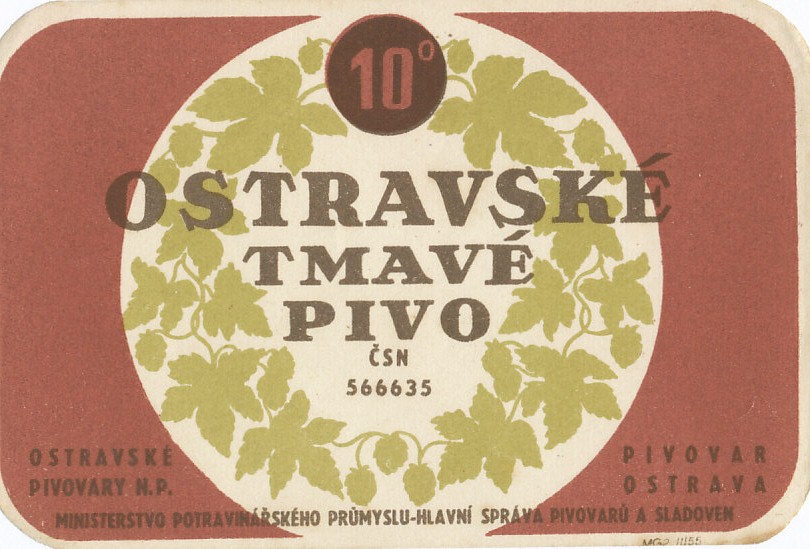 10°
OSTRAVSKÉ
TMAVÉ
PIVO
ČSN
566635
OSTRAVSKÉ
PIVOVARY N.P.
PIVOVAR
OSTRAVA
MINISTERSTVO POTRAVINÁŘSKÉHO PRŮMYSLU-HLAVNÍ SPRÁVA PIVOVARŮ A SLADOVEN